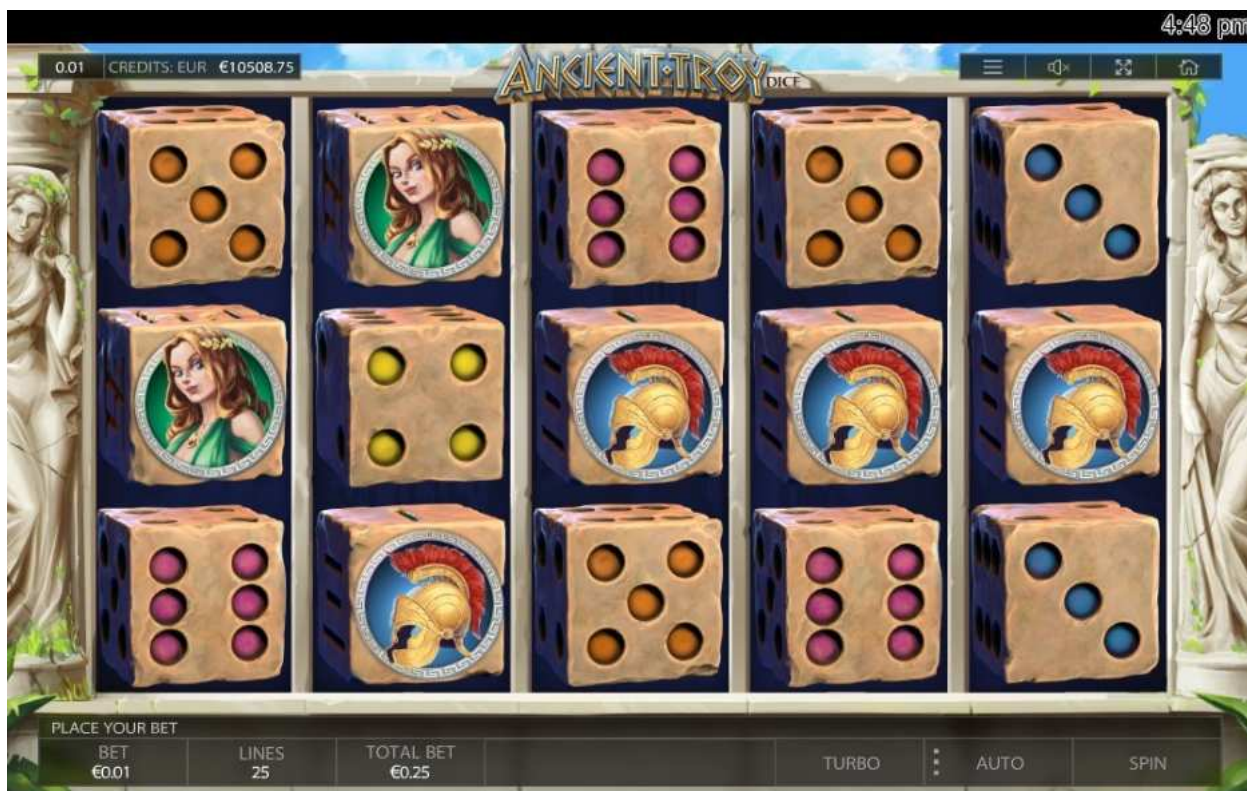 4:48 pm
0.01 CREDITS: EUR €10508.75
ANCIENT·TROY DICE
PLACE YOUR BET
BET LINES TOTAL BET TURBO AUTO SPIN
€0.01 25 €0.25